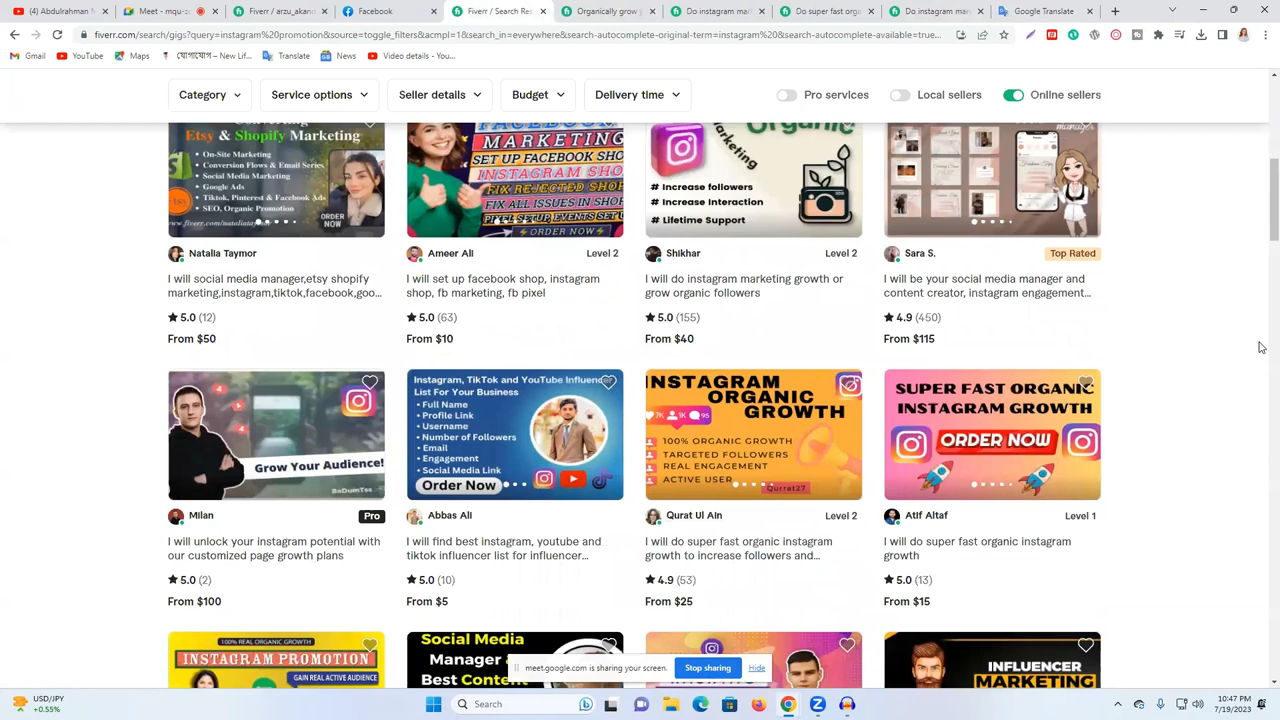 (4) Abdulrahman M
Meet - mqu-z
Fiverr / arzu_akan
Facebook
Fiverr / Search Res
Organically grow
Do instagram mark
Do super fast orga
Do instagram mark
Google Translate
fiverr.com/search/gigs?query=instagram%20promotion&source=toggle_filters&acmpl=1&search_in=everywhere&search-autocomplete-original-term=instagram%20&search-autocomplete-available=true...
Gmail
YouTube
Maps
যোগাযোগ – New Lif...
Translate
News
Video details - You...
Category
Service options
Seller details
Budget
Delivery time
Pro services
Local sellers
Online sellers
Etsy & Shopify Marketing
• On-Site Marketing
• Conversion Flows & Email Series
• Social Media Marketing
• Google Ads
• Tiktok, Pinterest & Facebook Ads
• SEO, Organic Promotion
ORDER NOW
MARKETING
SET UP FACEBOOK SHOP
INSTAGRAM SHOP
FIX REJECTED SHOP
FIX ALL ISSUES IN SHOP
PIXEL SETUP, EVENTS SETUP
ORDER NOW
Organic
Marketing
# Increase followers
# Increase Interaction
# Lifetime Support
manager
Natalia Taymor
Ameer Ali
Level 2
Shikhar
Level 2
Sara S.
Top Rated
I will social media manager,etsy shopify
marketing,instagram,tiktok,facebook,goo...
I will set up facebook shop, instagram
shop, fb marketing, fb pixel
I will do instagram marketing growth or
grow organic followers
I will be your social media manager and
content creator, instagram engagement...
5.0 (12)
5.0 (63)
5.0 (155)
4.9 (450)
From $50
From $10
From $40
From $115
Grow Your Audience!
BaDumTss
Instagram, TikTok and YouTube Influencer
List For Your Business
• Full Name
• Profile Link
• Username
• Number of Followers
• Email
• Engagement
• Social Media Link
Order Now
INSTAGRAM
ORGANIC
GROWTH
7K 1K 95
100% ORGANIC GROWTH
TARGETED FOLLOWERS
REAL ENGAGEMENT
ACTIVE USER
Qurrat27
SUPER FAST ORGANIC
INSTAGRAM GROWTH
ORDER NOW
Milan
Pro
Abbas Ali
Qurat Ul Ain
Level 2
Atif Altaf
Level 1
I will unlock your instagram potential with
our customized page growth plans
I will find best instagram, youtube and
tiktok influencer list for influencer...
I will do super fast organic instagram
growth to increase followers and...
I will do super fast organic instagram
growth
5.0 (2)
5.0 (10)
4.9 (53)
5.0 (13)
From $100
From $5
From $25
From $15
100% REAL ORGANIC GROWTH
INSTAGRAM PROMOTION
GAIN REAL ACTIVE AUDIENCE
Social Media
Manager
Best Content
INFLUENCER
MARKETING
meet.google.com is sharing your screen.
Stop sharing
Hide
USD/JPY
+0.55%
Search
10:47 PM
7/19/2023